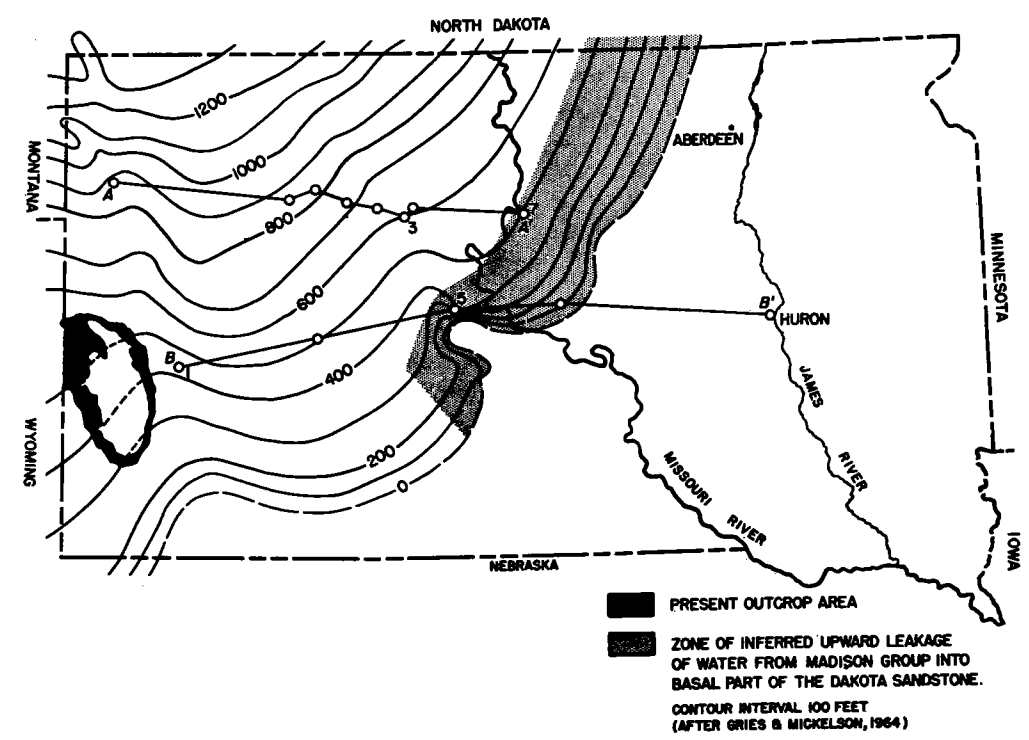 NORTH DAKOTA
1200
ABERDEEN
1000
MONTANA
A
800
3
7
A'
MINNESOTA
600
5
B'
HURON
B
1
400
JAMES
RIVER
WYOMING
200
MISSOURI
RIVER
0
IOWA
NEBRASKA
PRESENT OUTCROP AREA
ZONE OF INFERRED UPWARD LEAKAGE
OF WATER FROM MADISON GROUP INTO
BASAL PART OF THE DAKOTA SANDSTONE.
CONTOUR INTERVAL 100 FEET
(AFTER GRIES & MICKELSON, 1964)